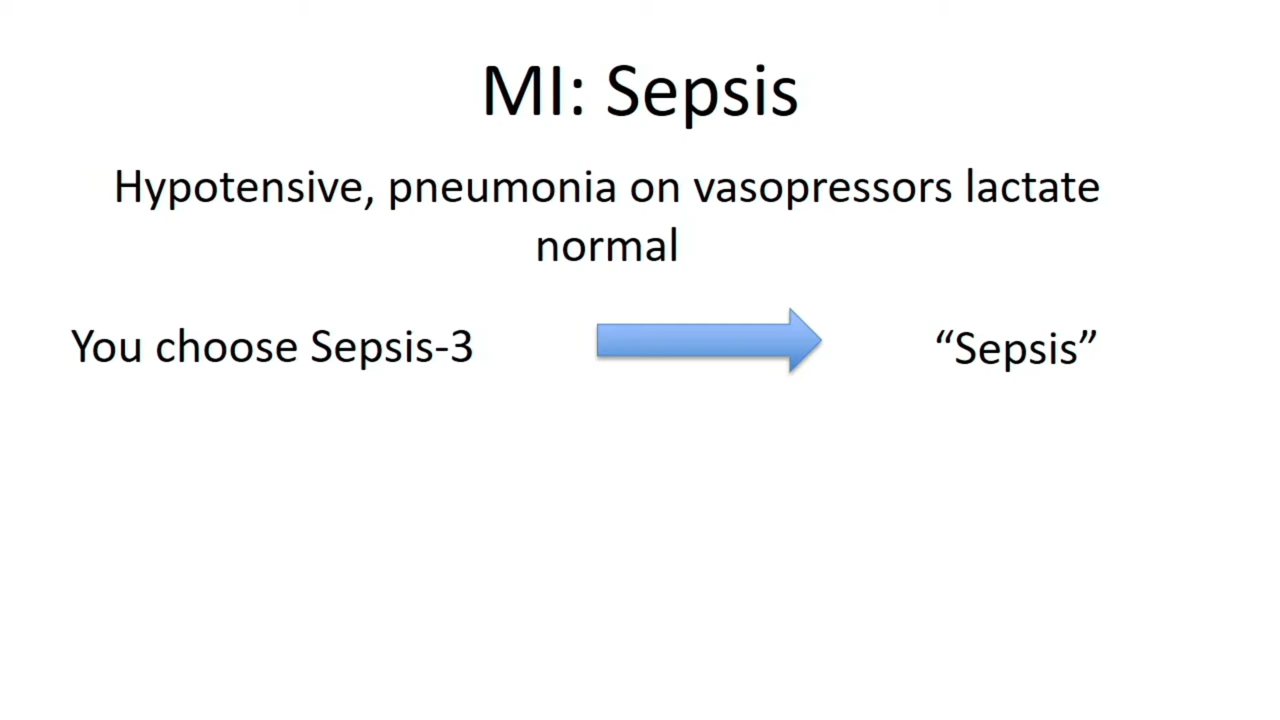 MI: Sepsis
Hypotensive, pneumonia on vasopressors lactate
normal
You choose Sepsis-3
“Sepsis”